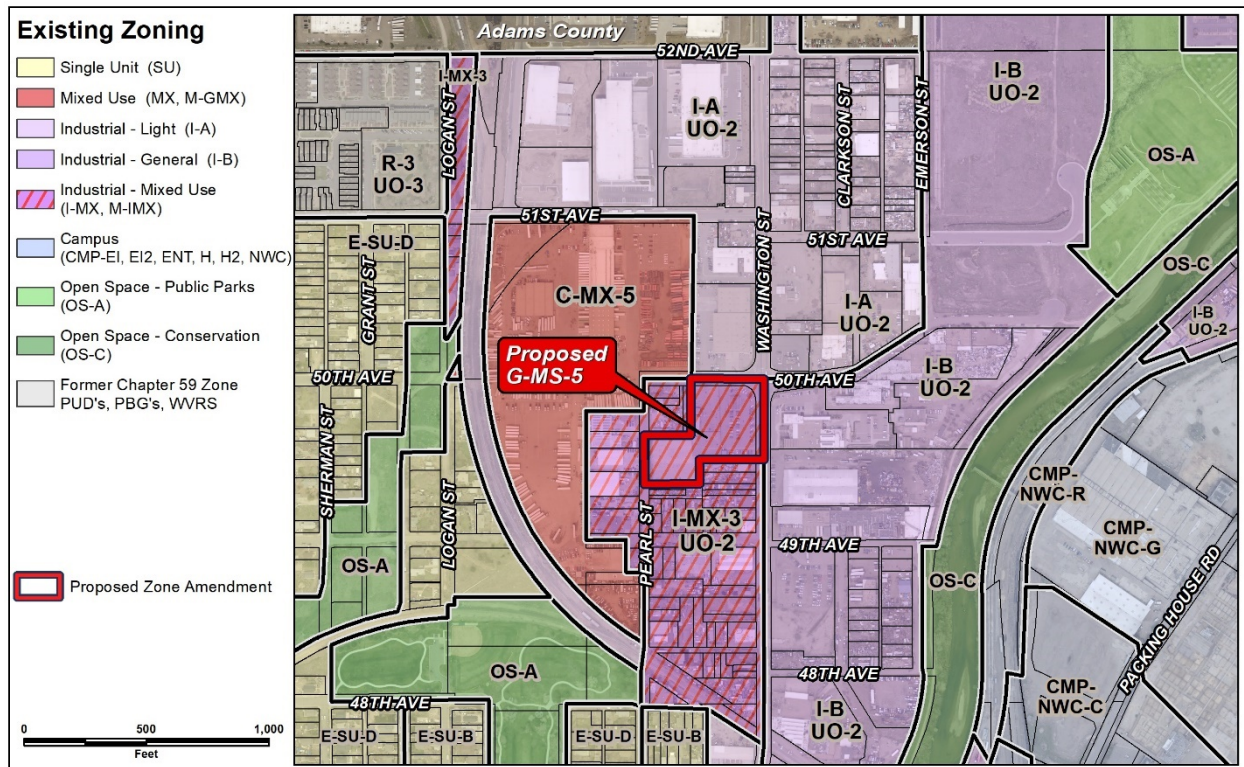 Existing Zoning
Single Unit (SU)
Mixed Use (MX, M-GMX)
Industrial - Light (I-A)
Industrial - General (I-B)
Industrial - Mixed Use
(I-MX, M-IMX)
Campus
(CMP-EI, EI2, ENT, H, H2, NWC)
Open Space - Public Parks
(OS-A)
Open Space - Conservation
(OS-C)
Former Chapter 59 Zone
PUD's, PBG's, WVRS
Proposed Zone Amendment
0 500 1,000
Feet
Adams County
52ND AVE
I-MX-3
LOGAN ST
I-A
UO-2
CLARKSON ST
EMERSON ST
I-B
UO-2
OS-A
R-3
UO-3
51ST AVE
E-SU-D
GRANT ST
C-MX-5
WASHINGTON ST
51ST AVE
I-A
UO-2
OS-C
I-B
UO-2
Proposed
G-MS-5
50TH AVE
50TH AVE
I-B
UO-2
SHERMAN ST
LOGAN ST
OS-A
PEARL ST
I-MX-3
UO-2
49TH AVE
OS-C
CMP-
NWC-R
CMP-
NWC-G
PACKING HOUSE RD
OS-A
48TH AVE
48TH AVE
CMP-
NWC-C
E-SU-D
E-SU-B
E-SU-D
E-SU-B
I-B
UO-2